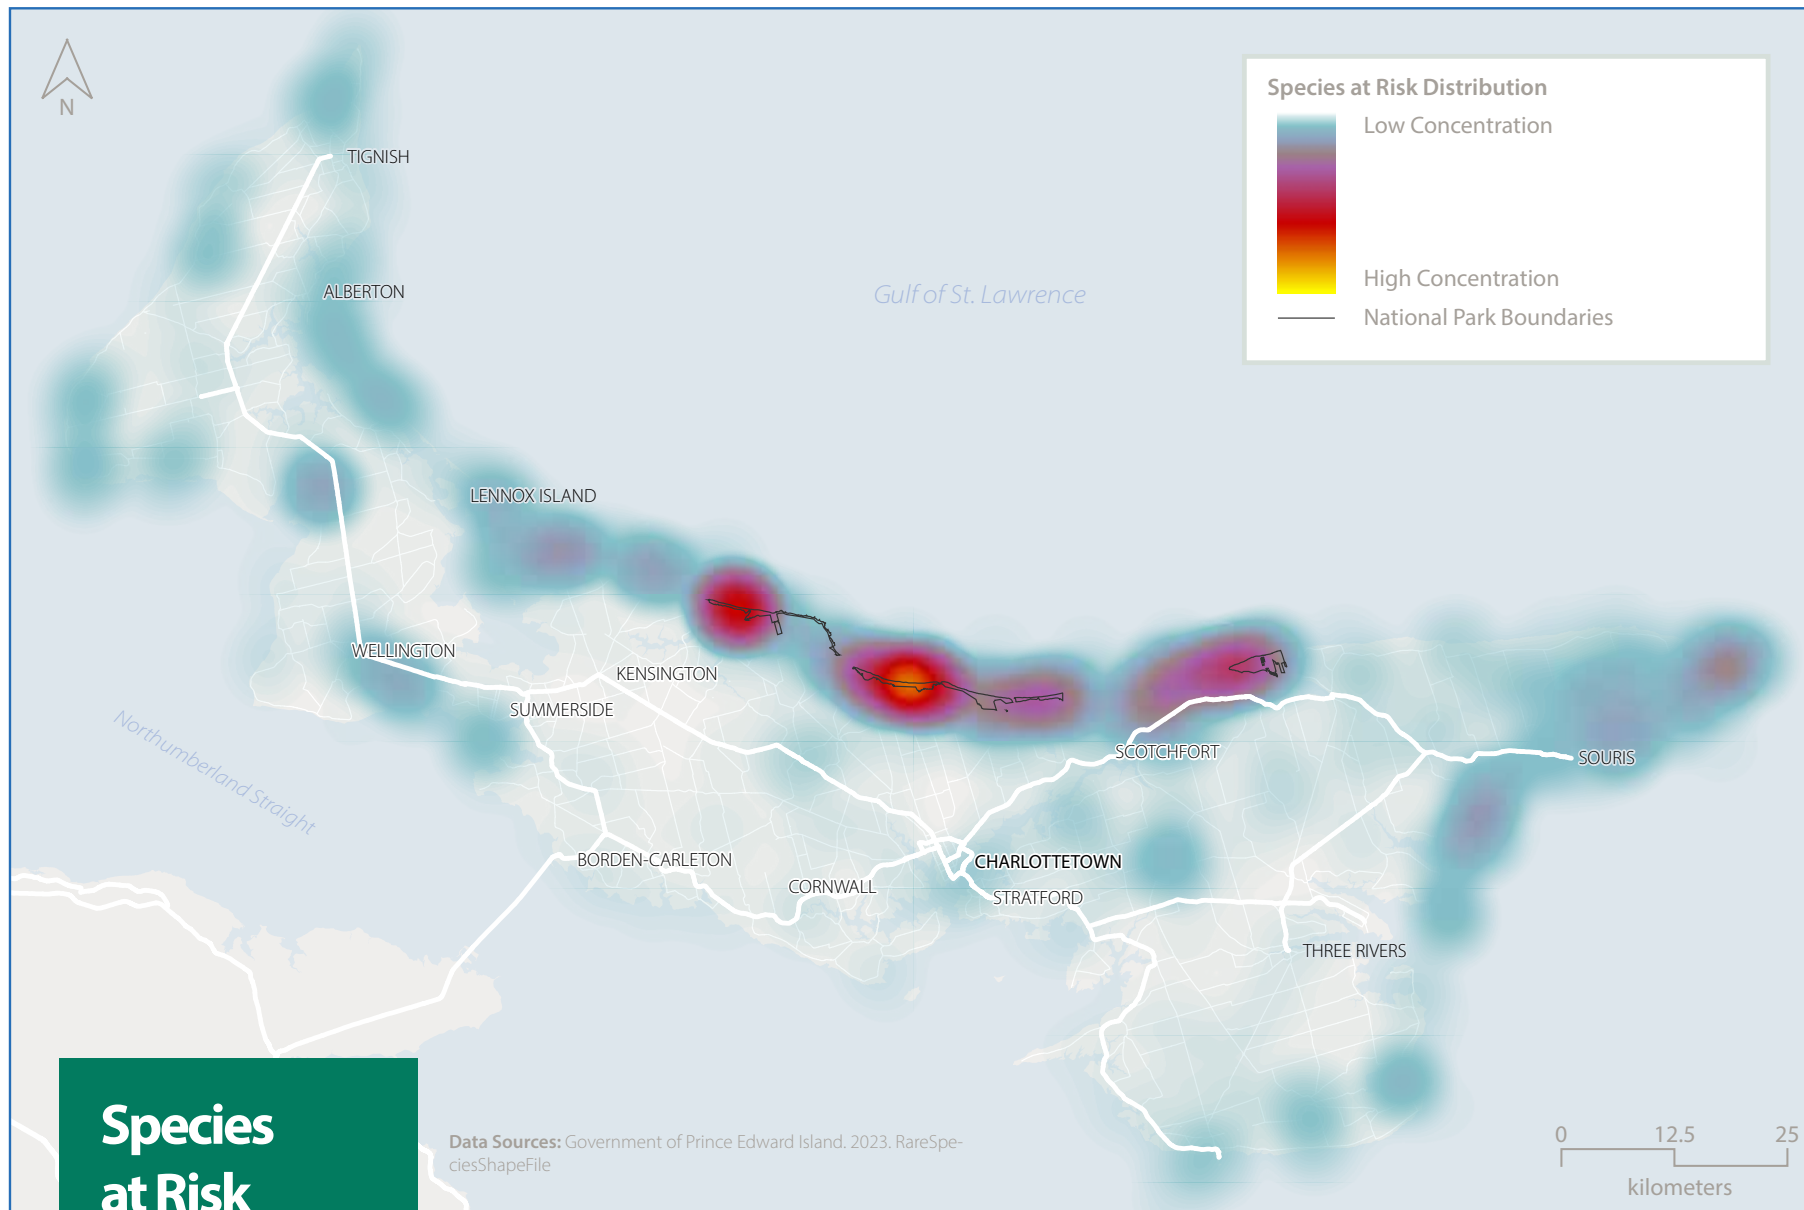 N
Species at Risk Distribution
Low Concentration
High Concentration
National Park Boundaries
TIGNISH
ALBERTON
Gulf of St. Lawrence
LENNOX ISLAND
WELLINGTON
KENSINGTON
SUMMERSIDE
Northumberland Straight
SCOTCHFORT
SOURIS
BORDEN-CARLETON
CHARLOTTETOWN
CORNWALL
STRATFORD
THREE RIVERS
Species
at Risk
Data Sources: Government of Prince Edward Island. 2023. RareSpe-
ciesShapeFile
0 12.5 25
kilometers